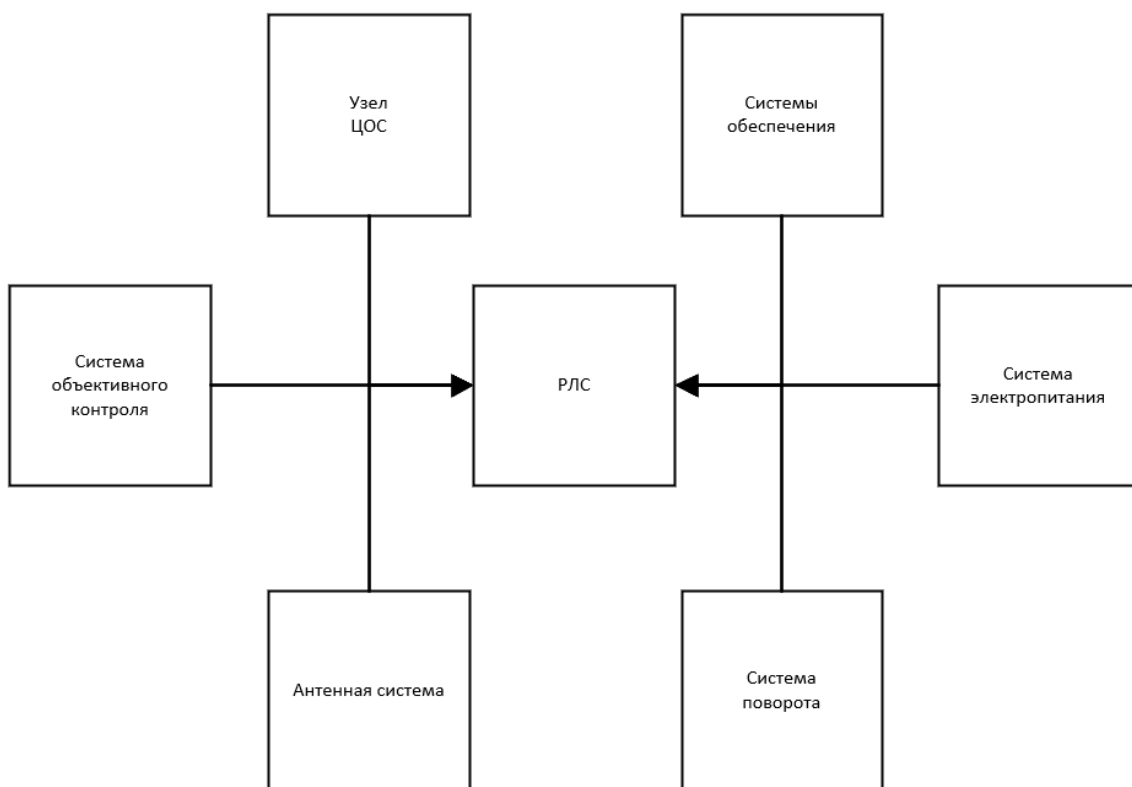 Узел
ЦОС
Системы
обеспечения
Система
объективного
контроля
РЛС
Система
электропитания
Антенная система
Система
поворота